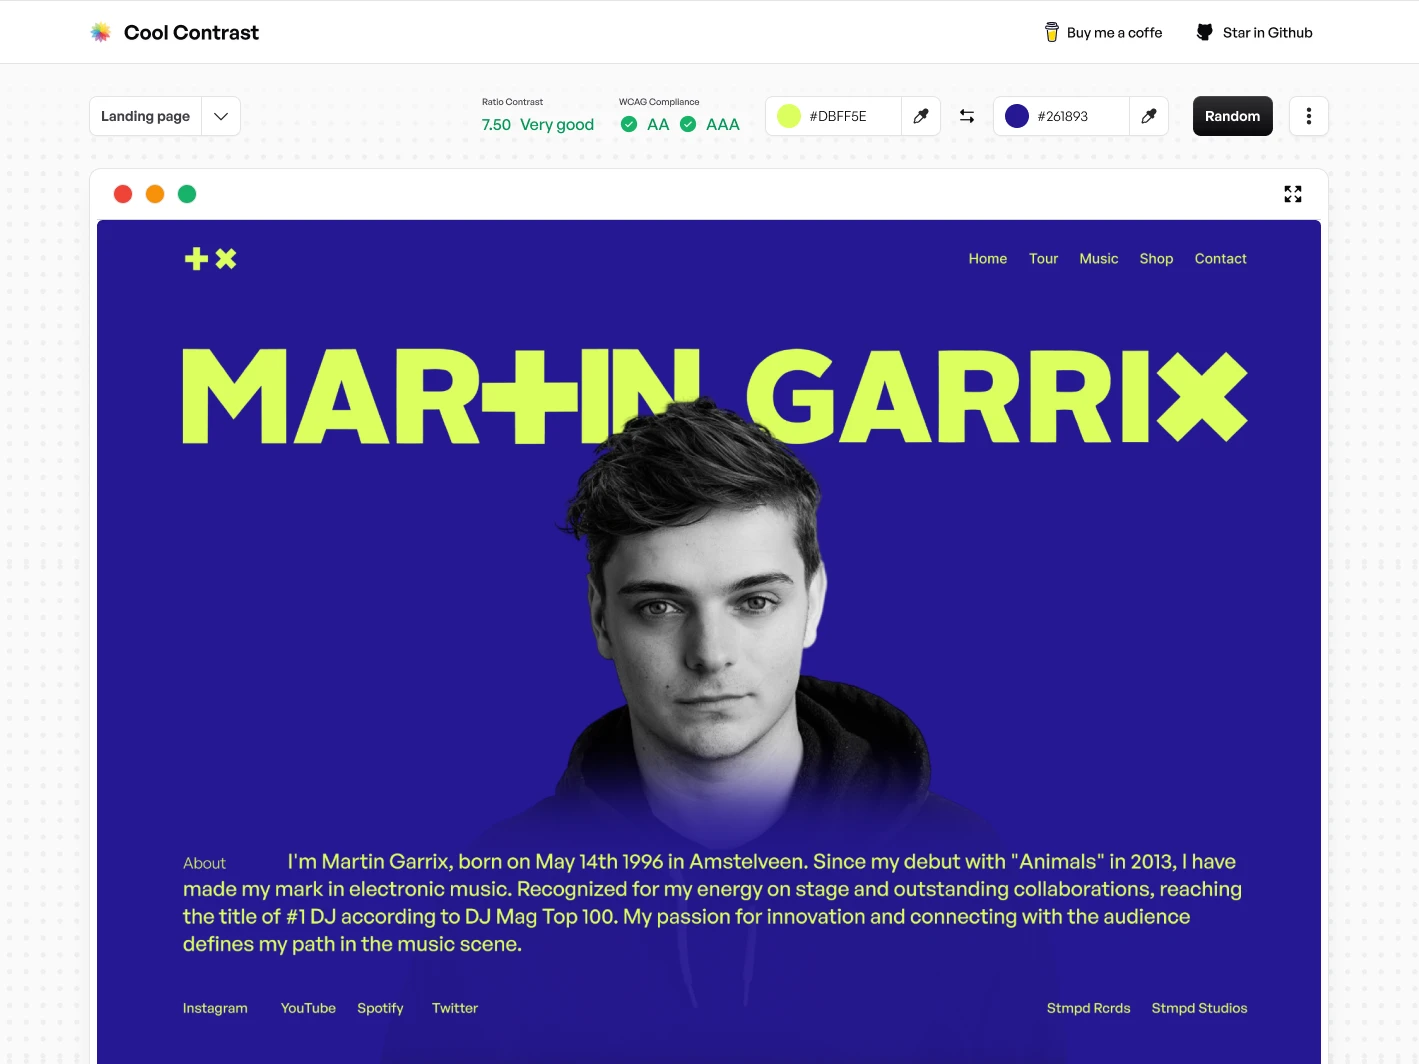 Cool Contrast
Buy me a coffe
Star in Github
Landing page
Ratio Contrast
7.50 Very good
WCAG Compliance
AA AAA
#DBFF5E
#261893
Random
Home Tour Music Shop Contact
MARTIN GARRIX
About I'm Martin Garrix, born on May 14th 1996 in Amstelveen. Since my debut with "Animals" in 2013, I have
made my mark in electronic music. Recognized for my energy on stage and outstanding collaborations, reaching
the title of #1 DJ according to DJ Mag Top 100. My passion for innovation and connecting with the audience
defines my path in the music scene.
Instagram YouTube Spotify Twitter
Stmpd Rcrds Stmpd Studios